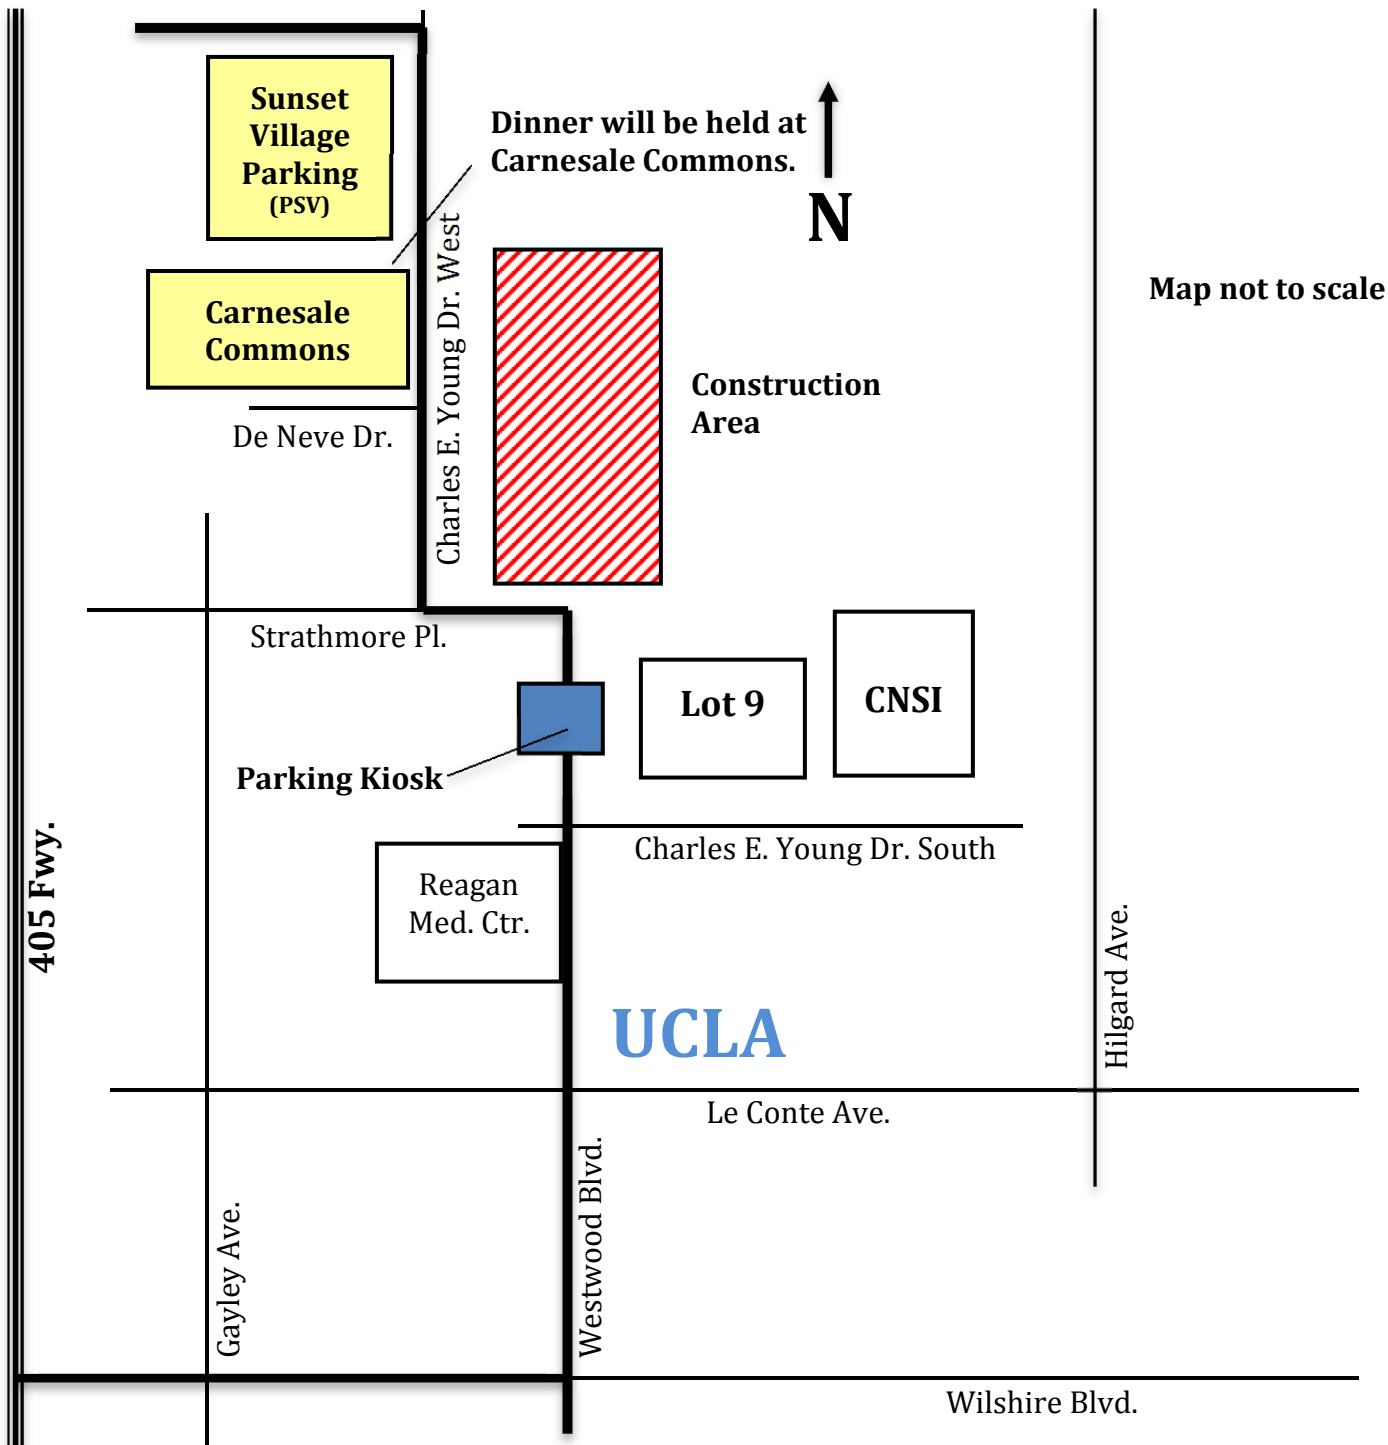 Sunset
Village
Parking
(PSV)
Dinner will be held at
Carnesale Commons.
N
Map not to scale
Carnesale
Commons
Charles E. Young Dr. West
Construction
Area
De Neve Dr.
Strathmore Pl.
Lot 9
CNSI
Parking Kiosk
Charles E. Young Dr. South
Reagan
Med. Ctr.
405 Fwy.
Hilgard Ave.
UCLA
Le Conte Ave.
Gayley Ave.
Westwood Blvd.
Wilshire Blvd.